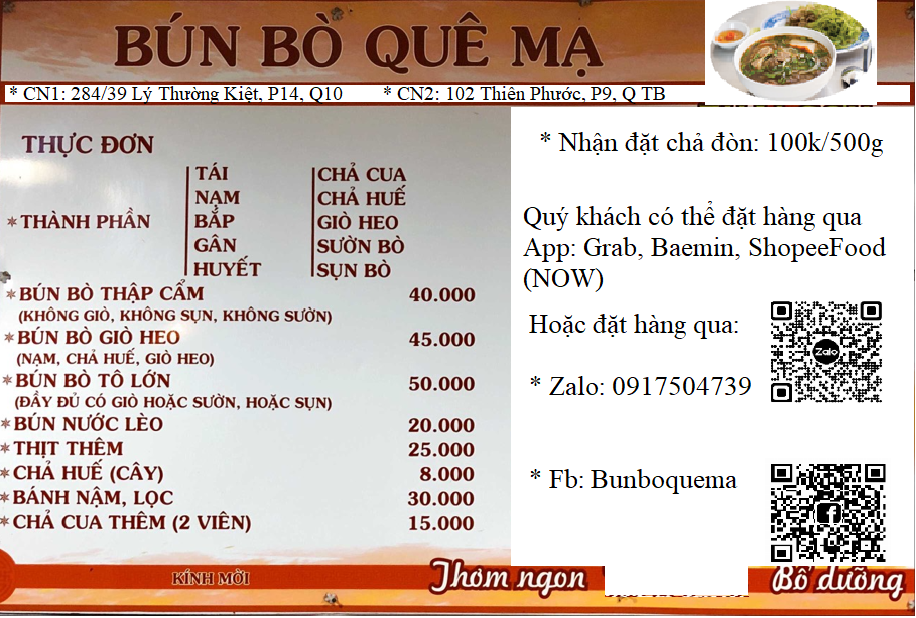 BÚN BÒ QUÊ MẠ
* CN1: 284/39 Lý Thường Kiệt, P14, Q10 * CN2: 102 Thiên Phước, P9, Q TB
THỰC ĐƠN
*THÀNH PHẦN
TÁI
NẠM
BẮP
GÂN
HUYẾT
CHẢ CUA
CHẢ HUẾ
GIÒ HEO
SƯỜN BÒ
SỤN BÒ
*BÚN BÒ THẬP CẨM 40.000
(KHÔNG GIÒ, KHÔNG SỤN, KHÔNG SƯỜN)
*BÚN BÒ GIÒ HEO 45.000
(NẠM, CHẢ HUẾ, GIÒ HEO)
*BÚN BÒ TÔ LỚN 50.000
(ĐẦY ĐỦ CÓ GIÒ HOẶC SƯỜN, HOẶC SỤN)
*BÚN NƯỚC LÈO 20.000
*THỊT THÊM 25.000
*CHẢ HUẾ (CÂY) 8.000
*BÁNH NẬM, LỌC 30.000
*CHẢ CUA THÊM (2 VIÊN) 15.000
* Nhận đặt chả đòn: 100k/500g
Quý khách có thể đặt hàng qua
App: Grab, Baemin, ShopeeFood
(NOW)
Hoặc đặt hàng qua:
* Zalo: 0917504739
Zalo
* Fb: Bunboquema
KÍNH MỜI
Thơm ngon
Bổ dưỡng